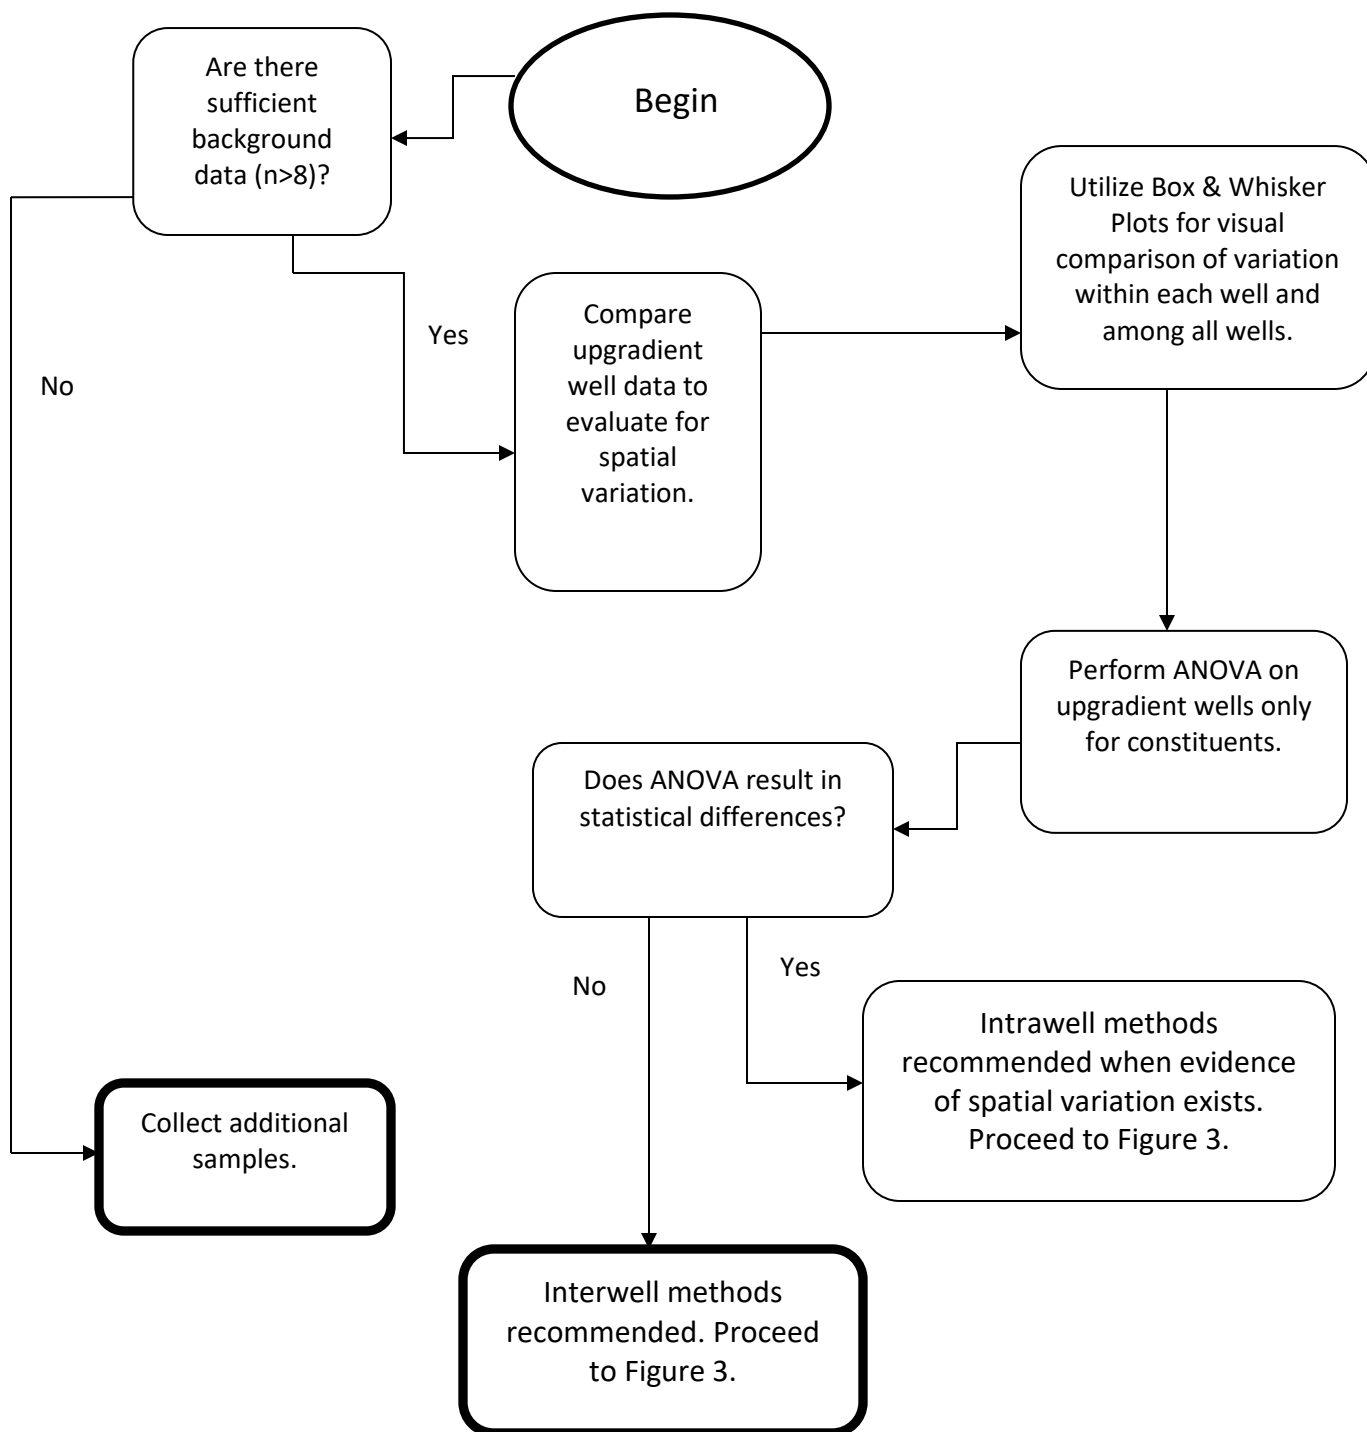 Begin
Are there
sufficient
background
data (n>8)?
Yes
No
Compare
upgradient
well data to
evaluate for
spatial
variation.
Utilize Box & Whisker
Plots for visual
comparison of variation
within each well and
among all wells.
Perform ANOVA on
upgradient wells only
for constituents.
Does ANOVA result in
statistical differences?
No
Yes
Intrawell methods
recommended when evidence
of spatial variation exists.
Proceed to Figure 3.
Collect additional
samples.
Interwell methods
recommended. Proceed
to Figure 3.